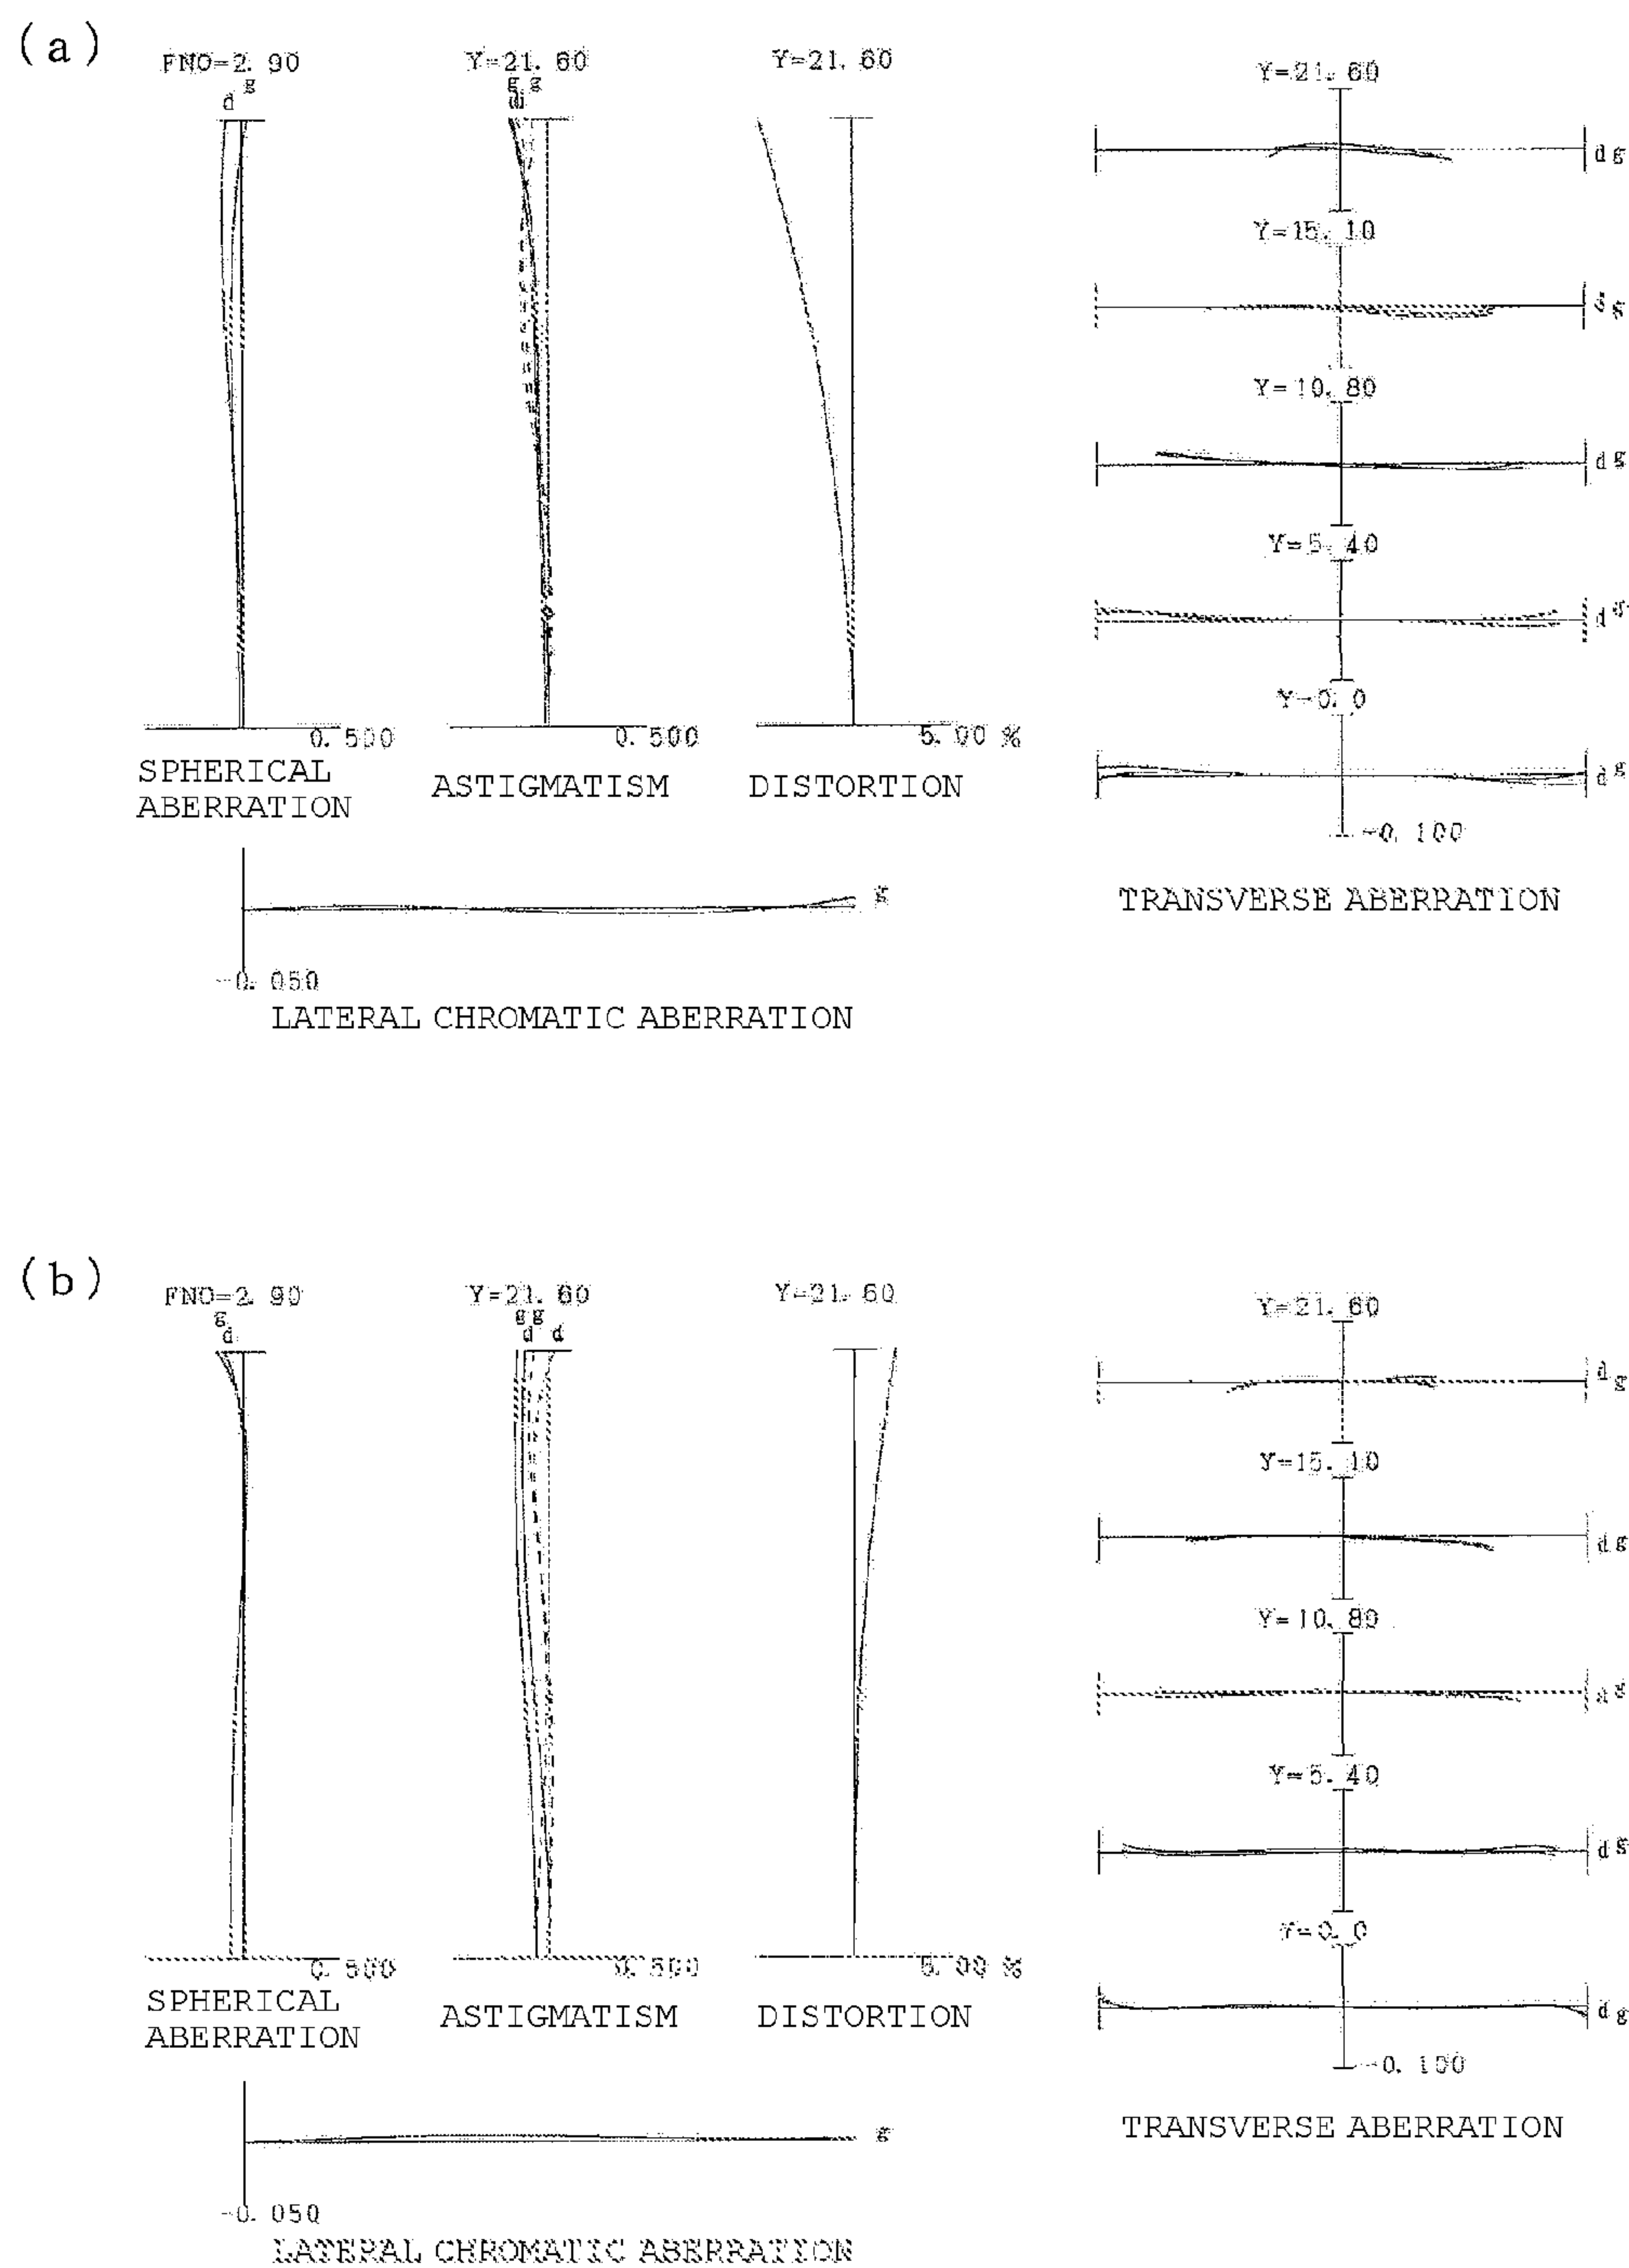 (a)
FNO=2.90
g
d
Y=21.60
g g
d
Y=21.60
0.500
0.500
5.00 %
SPHERICAL
ABERRATION
ASTIGMATISM
DISTORTION
g
-0.050
LATERAL CHROMATIC ABERRATION
Y=21.60
d g
Y=15.10
g
Y=10.80
d g
Y=5.40
d g
Y=0.0
d g
-0.100
TRANSVERSE ABERRATION
(b)
FNO=2.90
g
d
Y=21.60
g g
d d
Y=21.60
0.500
0.500
5.00 %
SPHERICAL
ABERRATION
ASTIGMATISM
DISTORTION
g
-0.050
LATERAL CHROMATIC ABERRATION
Y=21.60
d g
Y=15.10
d g
Y=10.80
g
Y=5.40
d g
Y=0.0
d g
-0.100
TRANSVERSE ABERRATION